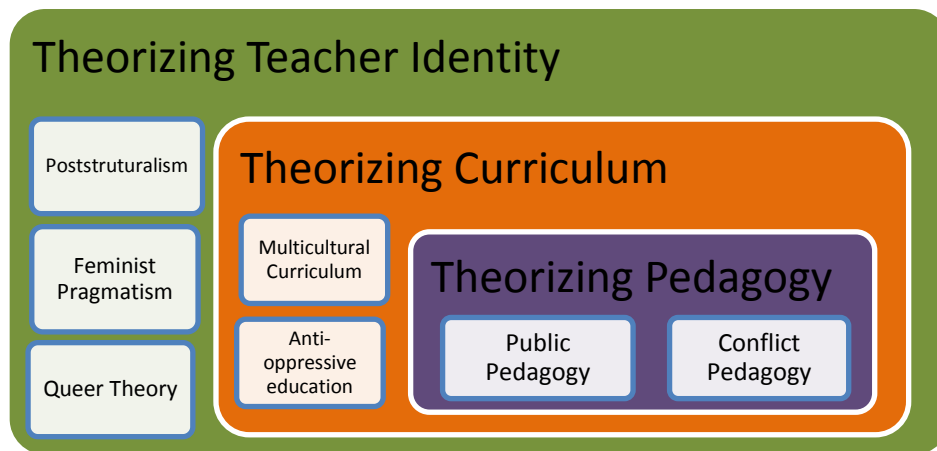 Theorizing Teacher Identity
Poststruturalism
Feminist
Pragmatism
Queer Theory
Theorizing Curriculum
Multicultural
Curriculum
Anti-
oppressive
education
Theorizing Pedagogy
Public
Pedagogy
Conflict
Pedagogy